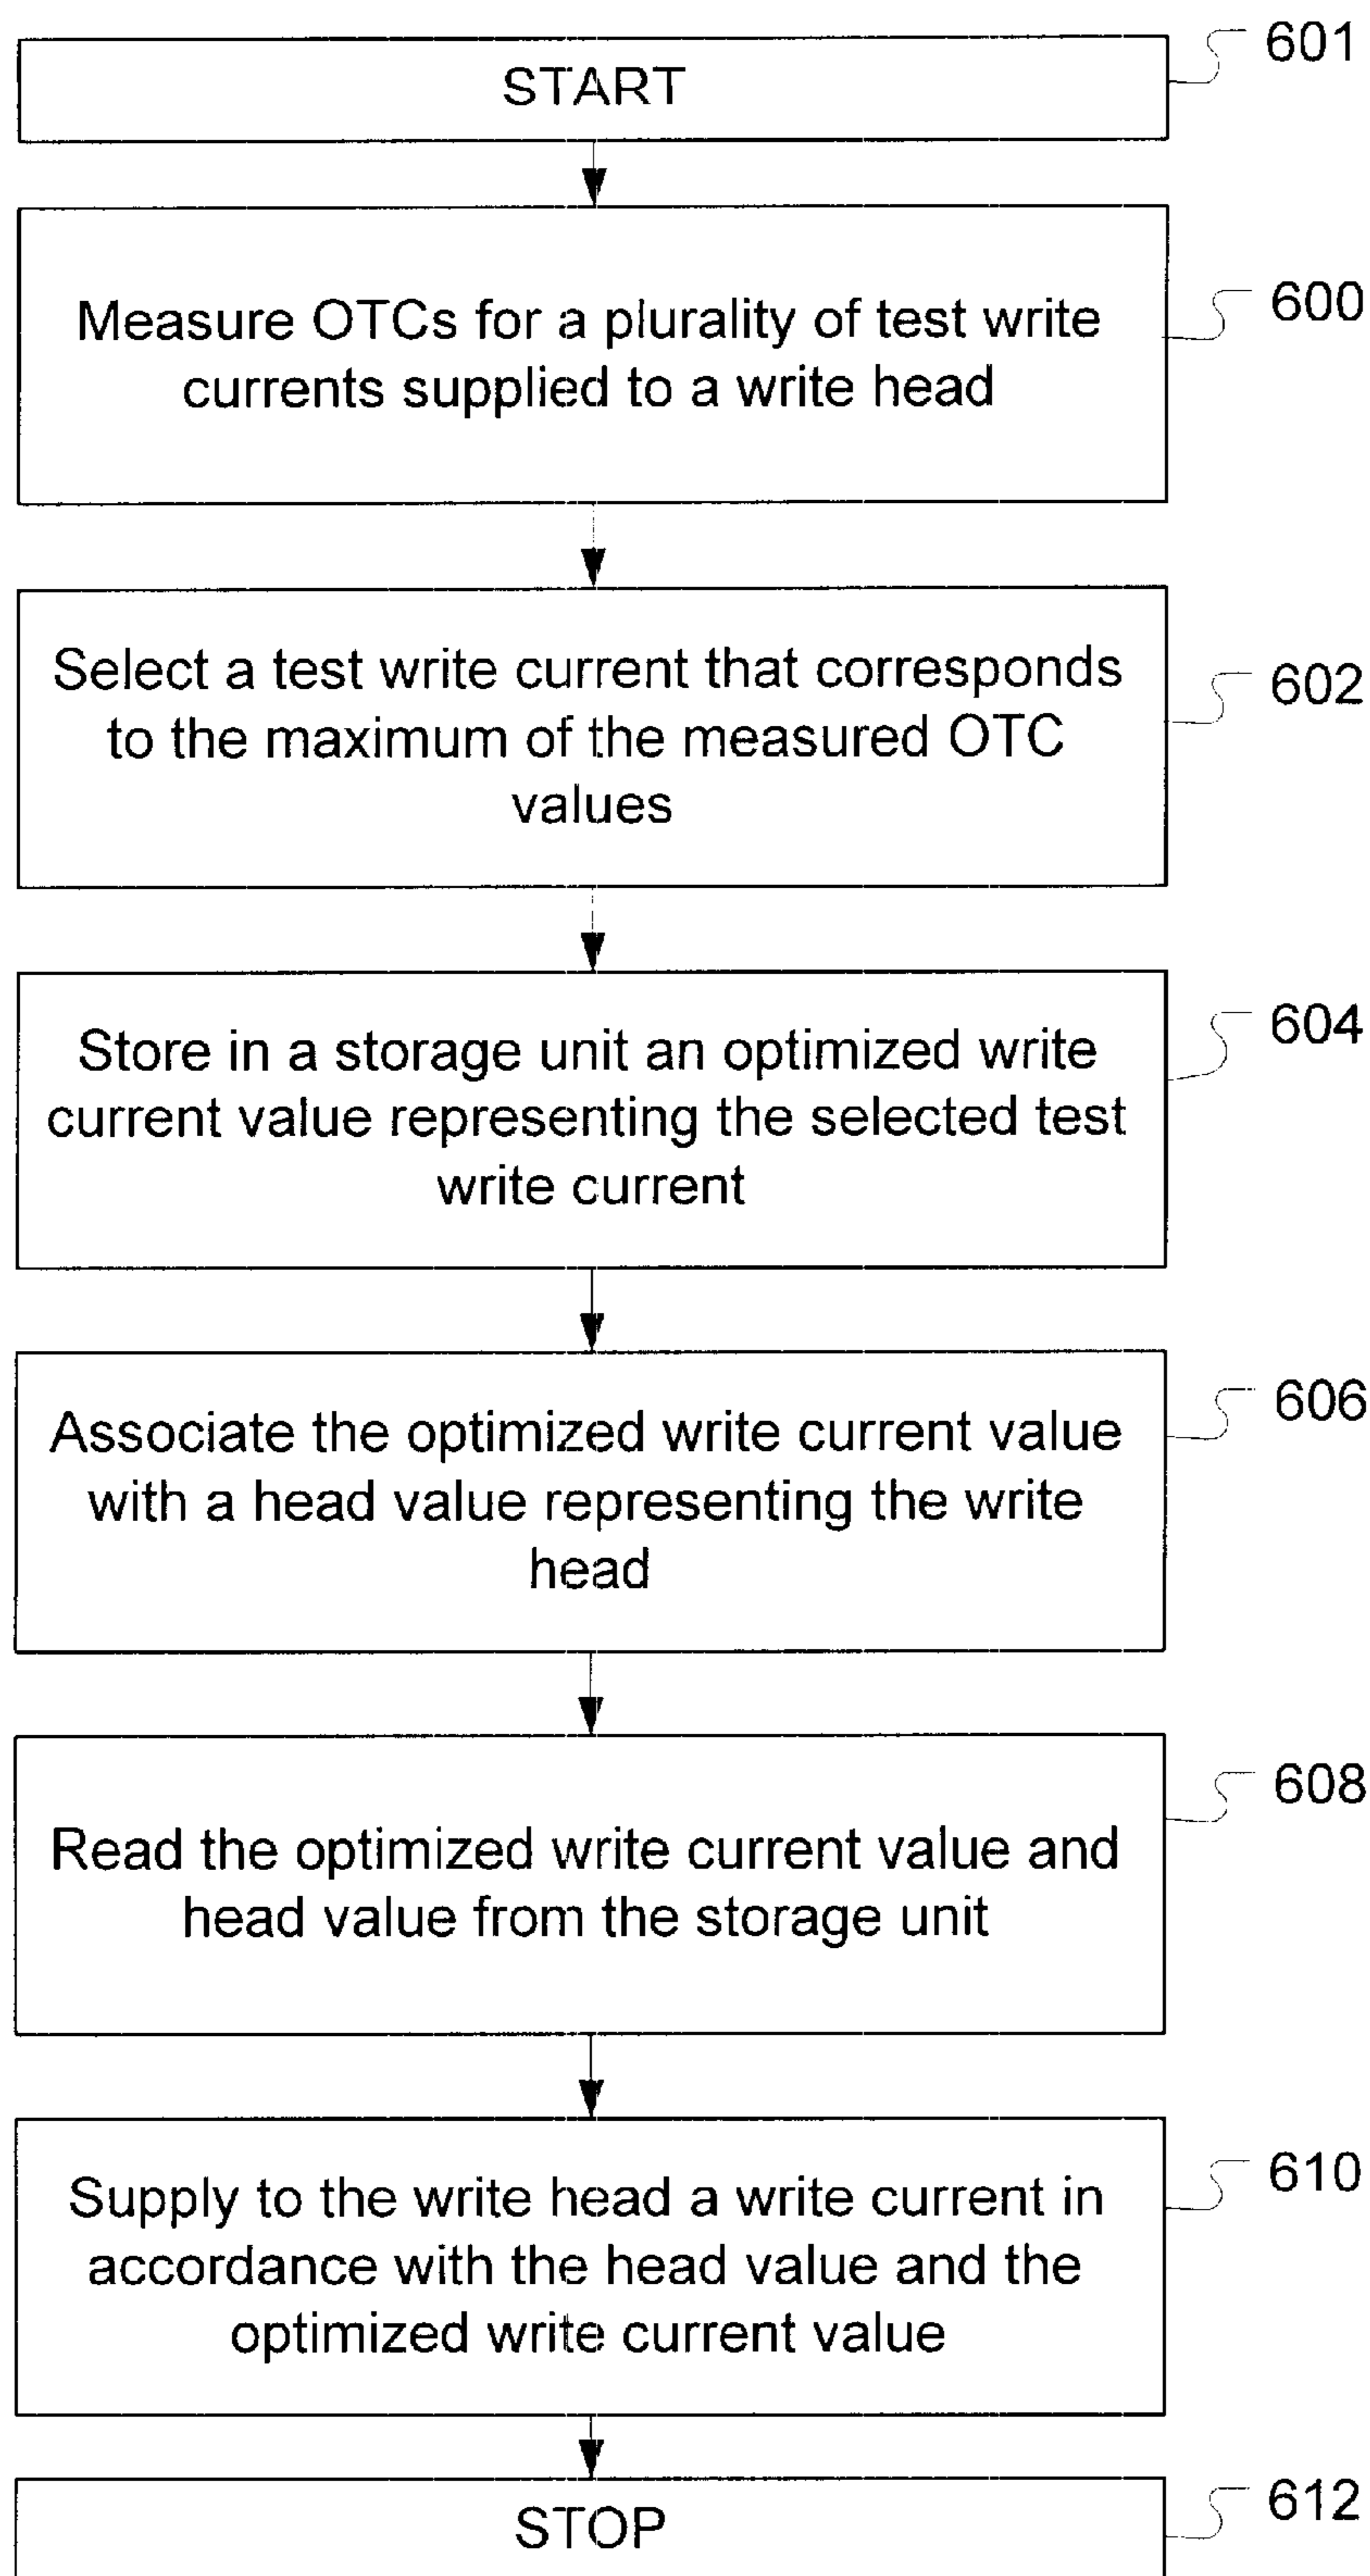 START
601
Measure OTCs for a plurality of test write
currents supplied to a write head
600
Select a test write current that corresponds
to the maximum of the measured OTC
values
602
Store in a storage unit an optimized write
current value representing the selected test
write current
604
Associate the optimized write current value
with a head value representing the write
head
606
Read the optimized write current value and
head value from the storage unit
608
Supply to the write head a write current in
accordance with the head value and the
optimized write current value
610
STOP
612